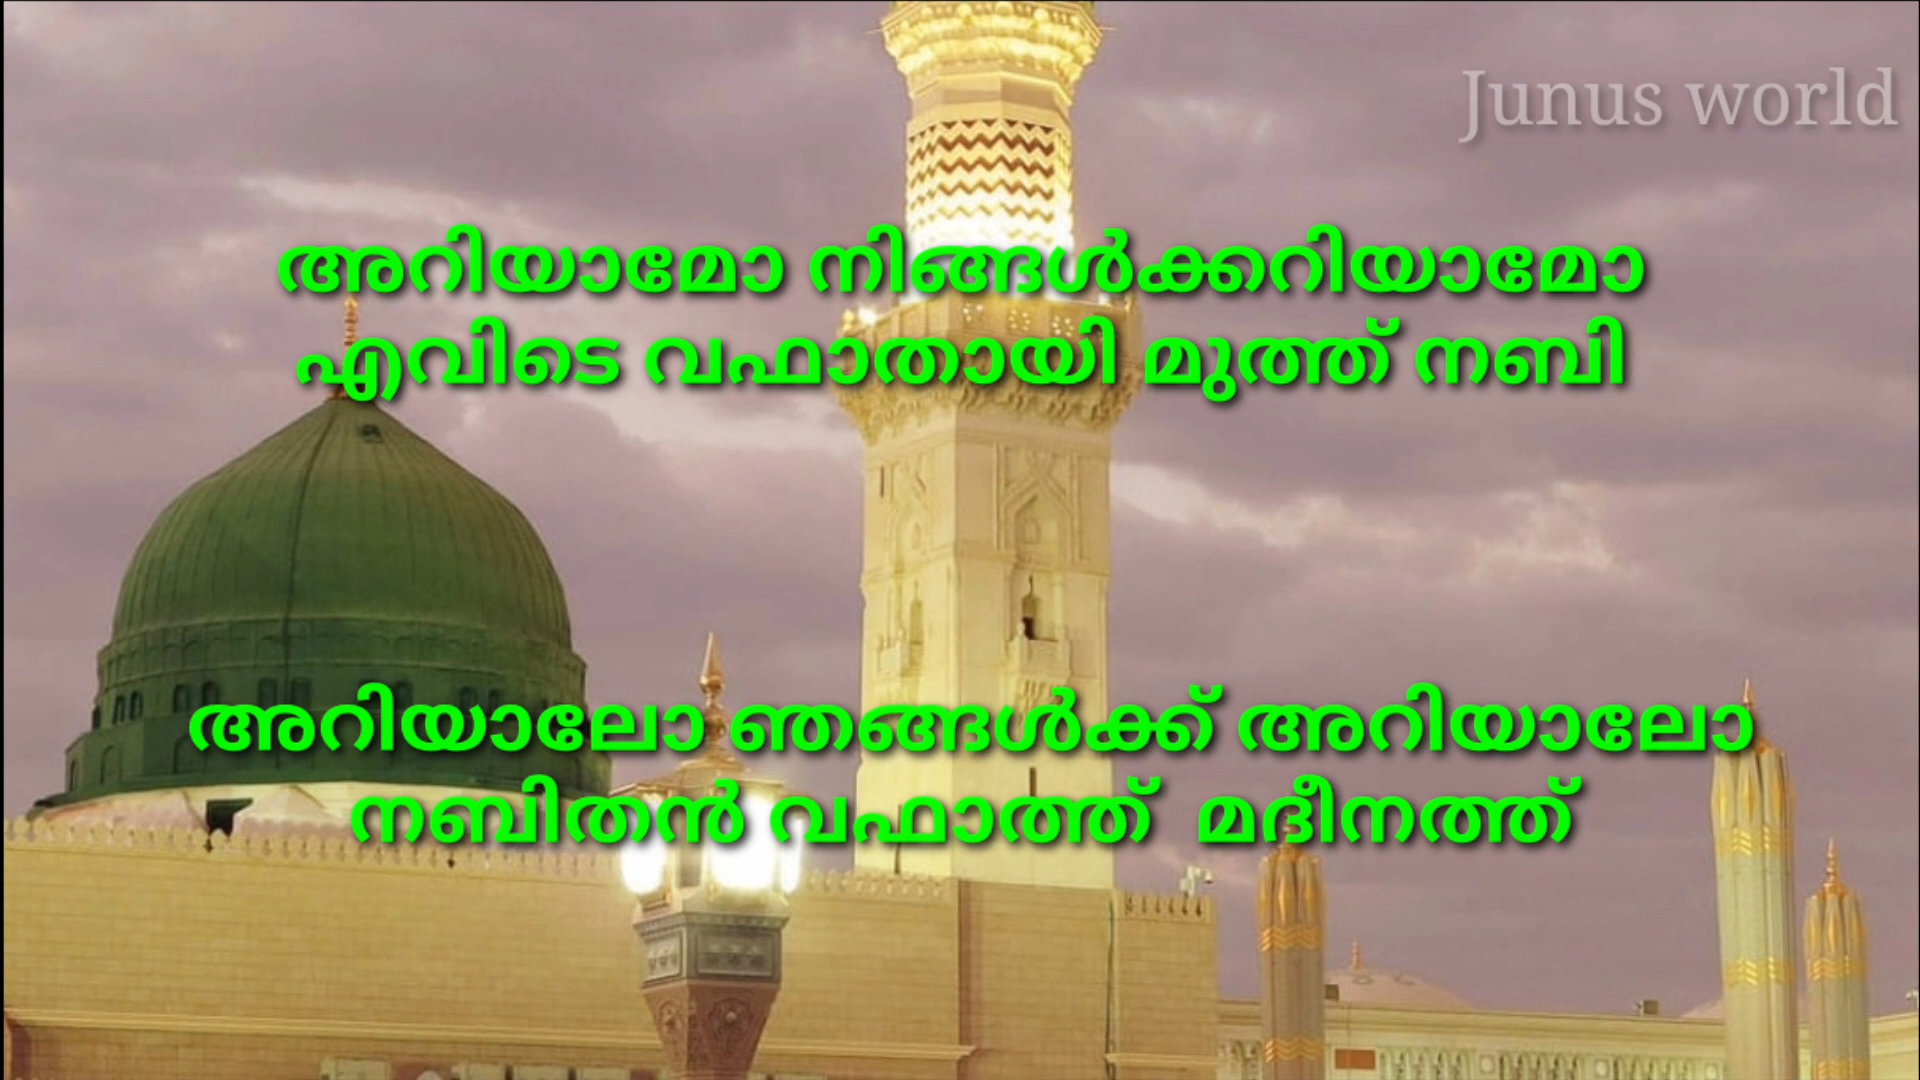 Junus world
അറിയാമോ നിങ്ങൾക്കറിയാമോ
എവിടെ വഫാതായി മുത്ത് നബി
അറിയാലോ ഞങ്ങൾക്ക് അറിയാലോ
നബിതൻ വഫാത്ത് മദീനത്ത്